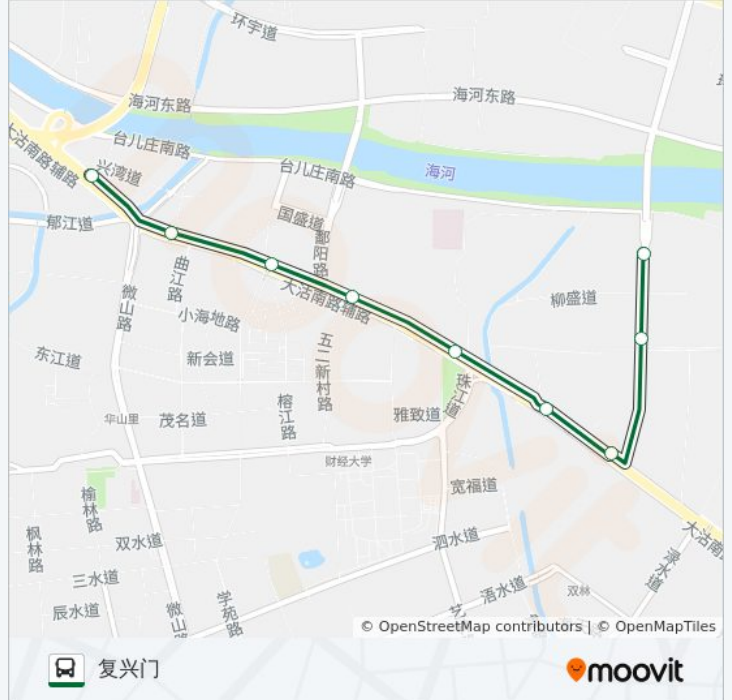 环宇道
海河东路
海河东路
台儿庄南路
大沽南路辅路
兴湾道
台儿庄南路
海河
郁江道
国盛道
鄱阳路
曲江路
微山路
大沽南路辅路
柳盛道
小海地路
东江道
新会道
五二新村路
珠江道
榕江路
华山里
茂名道
雅致道
财经大学
宽福道
榆林路
枫林路
双水道
泗水道
大沽南
渌水道
三水道
浯水道
双林
辰水道
微山
学苑路
© OpenStreetMap contributors | © OpenMapTiles
复兴门
moovit